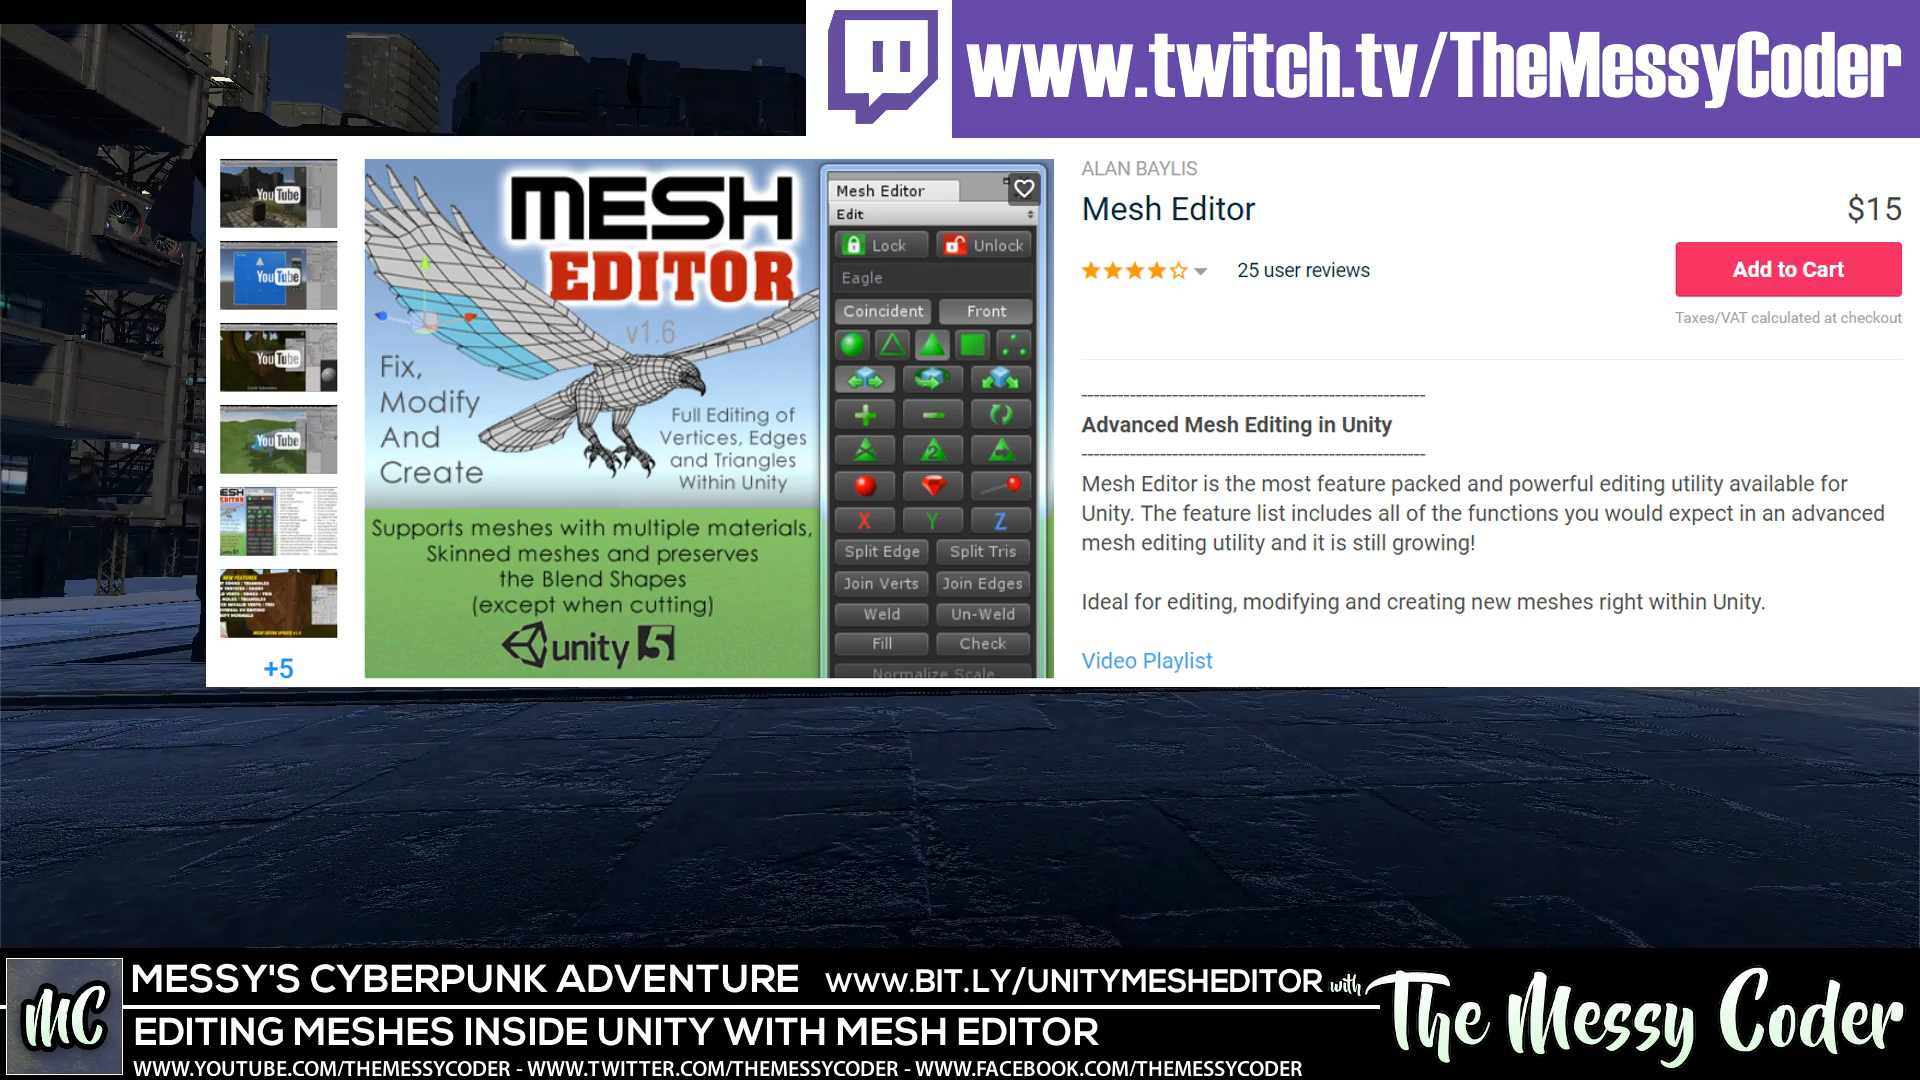 www.twitch.tv/TheMessyCoder
You Tube
You Tube
You Tube
You Tube
+5
MESH
EDITOR
v1.6
Fix,
Modify
And
Create
Full Editing of
Vertices, Edges
and Triangles
Within Unity
Supports meshes with multiple materials,
Skinned meshes and preserves
the Blend Shapes
(except when cutting)
unity 5
Mesh Editor
Edit
Lock Unlock
Eagle
Coincident Front
2
X Y Z
Split Edge Split Tris
Join Verts Join Edges
Weld Un-Weld
Fill Check
Normalize Scale
ALAN BAYLIS
Mesh Editor
$15
25 user reviews
Add to Cart
Taxes/VAT calculated at checkout
----------------------------------------------------------
Advanced Mesh Editing in Unity
----------------------------------------------------------
Mesh Editor is the most feature packed and powerful editing utility available for
Unity. The feature list includes all of the functions you would expect in an advanced
mesh editing utility and it is still growing!
Ideal for editing, modifying and creating new meshes right within Unity.
Video Playlist
MC
MESSY'S CYBERPUNK ADVENTURE WWW.BIT.LY/UNITYMESHEDITOR with The Messy Coder
EDITING MESHES INSIDE UNITY WITH MESH EDITOR
WWW.YOUTUBE.COM/THEMESSYCODER - WWW.TWITTER.COM/THEMESSYCODER - WWW.FACEBOOK.COM/THEMESSYCODER